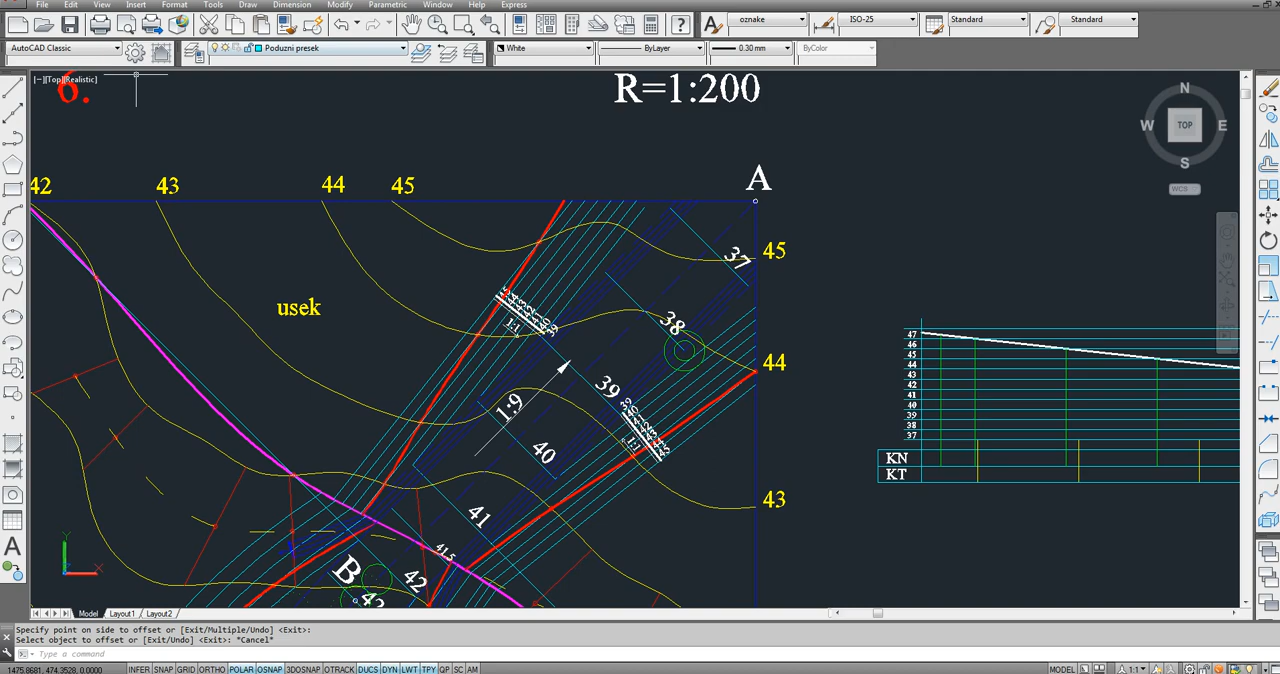 File Edit View Insert Format Tools Draw Dimension Modify Parametric Window Help Express
oznake ISO-25 Standard Standard
AutoCAD Classic Poduzni presek White ByLayer 0.30 mm ByColor
[−][Top][Realistic]
6.
R=1:200
N
W TOP E
S
WCS
A
42 43 44 45
45
37
usek
38
1:1
44
39
1:9
1:1
40
43
41
41.5
B
42
43
47
46
45
44
43
42
41
40
39
38
37
KN
KT
Y
X
Model Layout1 Layout2
Specify point on side to offset or [Exit/Multiple/Undo] <Exit>:
Select object to offset or [Exit/Undo] <Exit>: *Cancel*
Type a command
1475.8681, 474.3528, 0.0000 INFER SNAP GRID ORTHO POLAR OSNAP 3DOSNAP OTRACK DUCS DYN LWT TPY QP SC AM MODEL 1:1